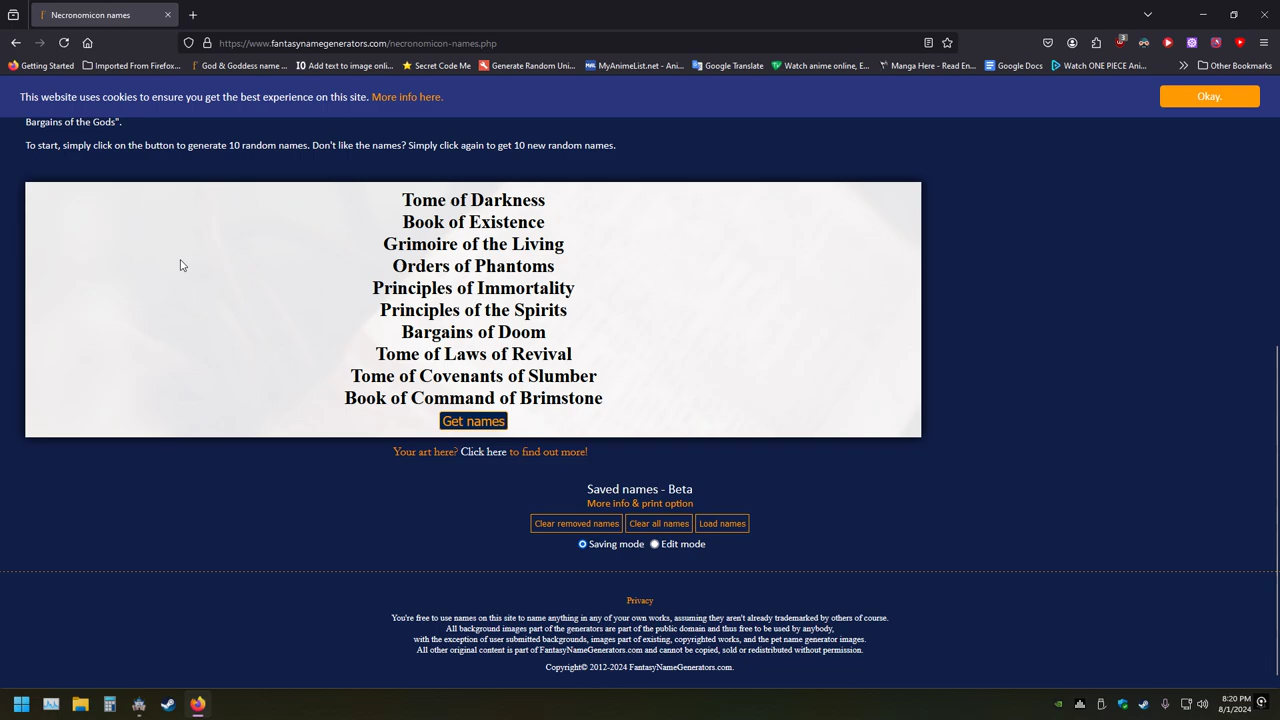 Necronomicon names
https://www.fantasynamegenerators.com/necronomicon-names.php
Getting Started
Imported From Firefox...
God & Goddess name ...
Add text to image onli...
Secret Code Me
Generate Random Uni...
MyAnimeList.net - Ani...
Google Translate
Watch anime online, E...
Manga Here - Read En...
Google Docs
Watch ONE PIECE Ani...
Other Bookmarks
This website uses cookies to ensure you get the best experience on this site. More info here.
Okay.
Bargains of the Gods".
To start, simply click on the button to generate 10 random names. Don't like the names? Simply click again to get 10 new random names.
Tome of Darkness
Book of Existence
Grimoire of the Living
Orders of Phantoms
Principles of Immortality
Principles of the Spirits
Bargains of Doom
Tome of Laws of Revival
Tome of Covenants of Slumber
Book of Command of Brimstone
Get names
Your art here? Click here to find out more!
Saved names - Beta
More info & print option
Clear removed names Clear all names Load names
Saving mode Edit mode
Privacy
You're free to use names on this site to name anything in any of your own works, assuming they aren't already trademarked by others of course.
All background images part of the generators are part of the public domain and thus free to be used by anybody,
with the exception of user submitted backgrounds, images part of existing, copyrighted works, and the pet name generator images.
All other original content is part of FantasyNameGenerators.com and cannot be copied, sold or redistributed without permission.
Copyright© 2012-2024 FantasyNameGenerators.com.
8:20 PM
8/1/2024